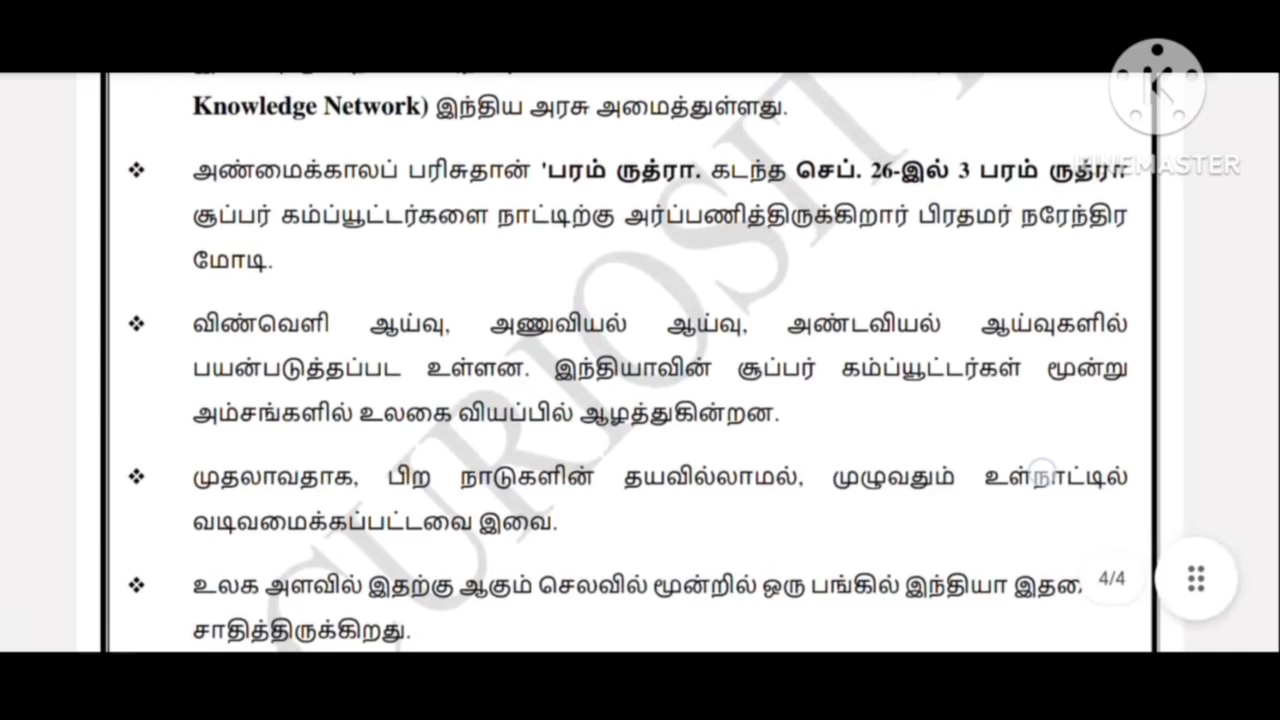 Knowledge Network) இந்திய அரசு அமைத்துள்ளது.
❖ அண்மைக்காலப் பரிசுதான் 'பரம் ருத்ரா. கடந்த செப். 26-இல் 3 பரம் ருத்ரா
சூப்பர் கம்ப்யூட்டர்களை நாட்டிற்கு அர்ப்பணித்திருக்கிறார் பிரதமர் நரேந்திர
மோடி.
❖ விண்வெளி ஆய்வு, அணுவியல் ஆய்வு, அண்டவியல் ஆய்வுகளில்
பயன்படுத்தப்பட உள்ளன. இந்தியாவின் சூப்பர் கம்ப்யூட்டர்கள் மூன்று
அம்சங்களில் உலகை வியப்பில் ஆழத்துகின்றன.
❖ முதலாவதாக, பிற நாடுகளின் தயவில்லாமல், முழுவதும் உள்நாட்டில்
வடிவமைக்கப்பட்டவை இவை.
❖ உலக அளவில் இதற்கு ஆகும் செலவில் மூன்றில் ஒரு பங்கில் இந்தியா
சாதித்திருக்கிறது.
4/4
KINEMASTER
CURIOSITY